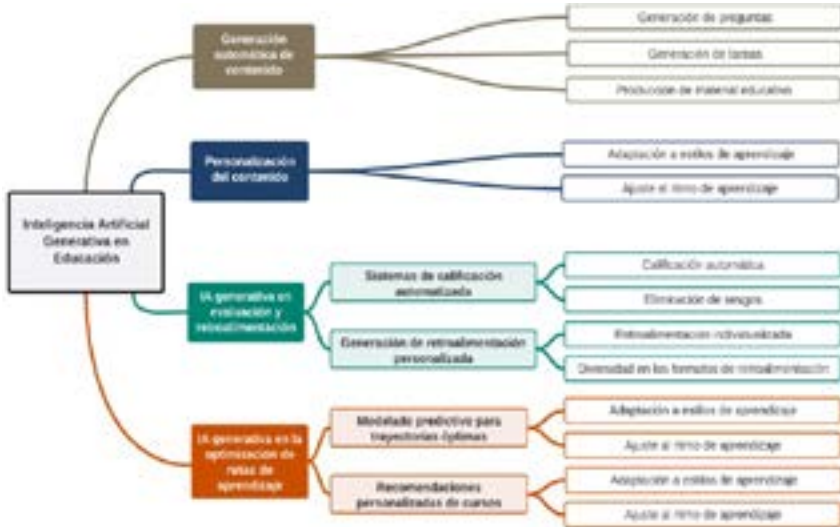 Inteligencia Artificial
Generativa en
Educación
Generación
automática de
contenido
Generación de preguntas
Generación de tareas
Producción de material educativo
Personalización
del contenido
Adaptación a estilos de aprendizaje
Ajuste al ritmo de aprendizaje
IA generativa en
evaluación y
retroalimentación
Sistemas de calificación
automatizada
Calificación automática
Eliminación de sesgos
Generación de retroalimentación
personalizada
Retroalimentación individualizada
Diversidad en los formatos de retroalimentación
IA generativa en la
optimización de
rutas de
aprendizaje
Modelado predictivo para
trayectorias óptimas
Adaptación a estilos de aprendizaje
Ajuste al ritmo de aprendizaje
Recomendaciones
personalizadas de cursos
Adaptación a estilos de aprendizaje
Ajuste al ritmo de aprendizaje